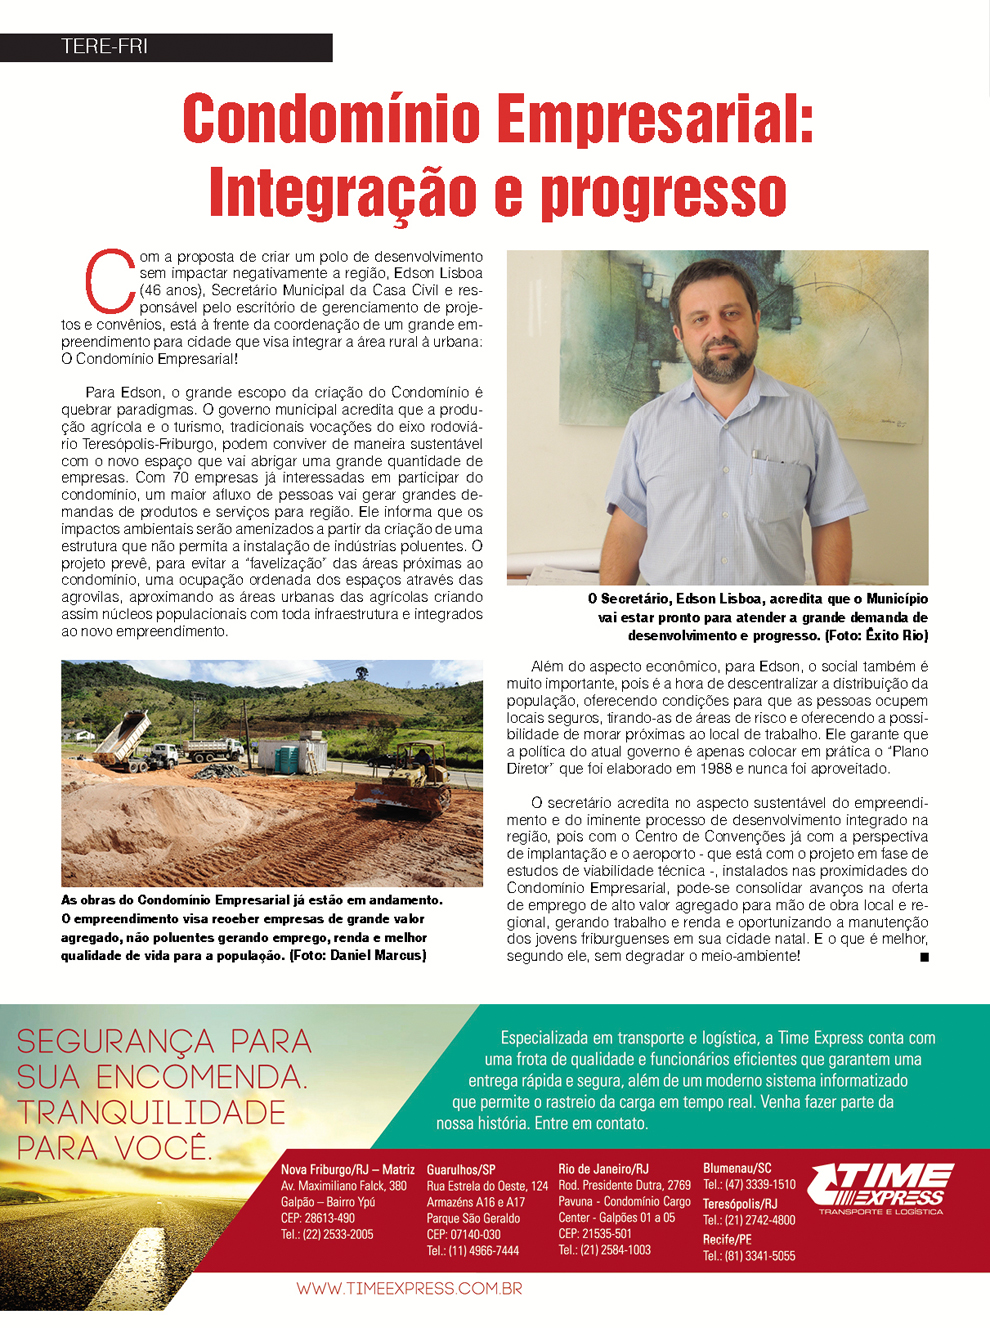 TERE-FRI
Condomínio Empresarial:
Integração e progresso
Com a proposta de criar um polo de desenvolvimento
sem impactar negativamente a região, Edson Lisboa
(46 anos), Secretário Municipal da Casa Civil e res-
ponsável pelo escritório de gerenciamento de proje-
tos e convênios, está à frente da coordenação de um grande em-
preendimento para cidade que visa integrar a área rural à urbana:
O Condomínio Empresarial!
Para Edson, o grande escopo da criação do Condomínio é
quebrar paradigmas. O governo municipal acredita que a produ-
ção agrícola e o turismo, tradicionais vocações do eixo rodoviá-
rio Teresópolis-Friburgo, podem conviver de maneira sustentável
com o novo espaço que vai abrigar uma grande quantidade de
empresas. Com 70 empresas já interessadas em participar do
condomínio, um maior afluxo de pessoas vai gerar grandes de-
mandas de produtos e serviços para região. Ele informa que os
impactos ambientais serão amenizados a partir da criação de uma
estrutura que não permita a instalação de indústrias poluentes. O
projeto prevê, para evitar a "favelização" das áreas próximas ao
condomínio, uma ocupação ordenada dos espaços através das
agrovilas, aproximando as áreas urbanas das agrícolas criando
assim núcleos populacionais com toda infraestrutura e integrados
ao novo empreendimento.
As obras do Condomínio Empresarial já estão em andamento.
O empreendimento visa receber empresas de grande valor
agregado, não poluentes gerando emprego, renda e melhor
qualidade de vida para a população. (Foto: Daniel Marcus)
O Secretário, Edson Lisboa, acredita que o Município
vai estar pronto para atender a grande demanda de
desenvolvimento e progresso. (Foto: Êxito Rio)
Além do aspecto econômico, para Edson, o social também é
muito importante, pois é a hora de descentralizar a distribuição da
população, oferecendo condições para que as pessoas ocupem
locais seguros, tirando-as de áreas de risco e oferecendo a possi-
bilidade de morar próximas ao local de trabalho. Ele garante que
a política do atual governo é apenas colocar em prática o "Plano
Diretor" que foi elaborado em 1988 e nunca foi aproveitado.
O secretário acredita no aspecto sustentável do empreendi-
mento e do iminente processo de desenvolvimento integrado na
região, pois com o Centro de Convenções já com a perspectiva
de implantação e o aeroporto - que está com o projeto em fase de
estudos de viabilidade técnica -, instalados nas proximidades do
Condomínio Empresarial, pode-se consolidar avanços na oferta
de emprego de alto valor agregado para mão de obra local e re-
gional, gerando trabalho e renda e oportunizando a manutenção
dos jovens friburguenses em sua cidade natal. E o que é melhor,
segundo ele, sem degradar o meio-ambiente!
SEGURANÇA PARA
SUA ENCOMENDA.
TRANQUILIDADE
PARA VOCÊ.
Especializada em transporte e logística, a Time Express conta com
uma frota de qualidade e funcionários eficientes que garantem uma
entrega rápida e segura, além de um moderno sistema informatizado
que permite o rastreio da carga em tempo real. Venha fazer parte da
nossa história. Entre em contato.
Nova Friburgo/RJ – Matriz
Av. Maximiliano Falck, 380
Galpão – Bairro Ypú
CEP: 28613-490
Tel.: (22) 2533-2005
Guarulhos/SP
Rua Estrela do Oeste, 124
Armazéns A16 e A17
Parque São Geraldo
CEP: 07140-030
Tel.: (11) 4966-7444
Rio de Janeiro/RJ
Rod. Presidente Dutra, 2769
Pavuna - Condomínio Cargo
Center - Galpões 01 a 05
CEP: 21535-501
Tel.: (21) 2584-1003
Blumenau/SC
Tel.: (47) 3339-1510
Teresópolis/RJ
Tel.: (21) 2742-4800
Recife/PE
Tel.: (81) 3341-5055
TIME
EXPRESS
TRANSPORTE E LOGÍSTICA
WWW.TIMEEXPRESS.COM.BR